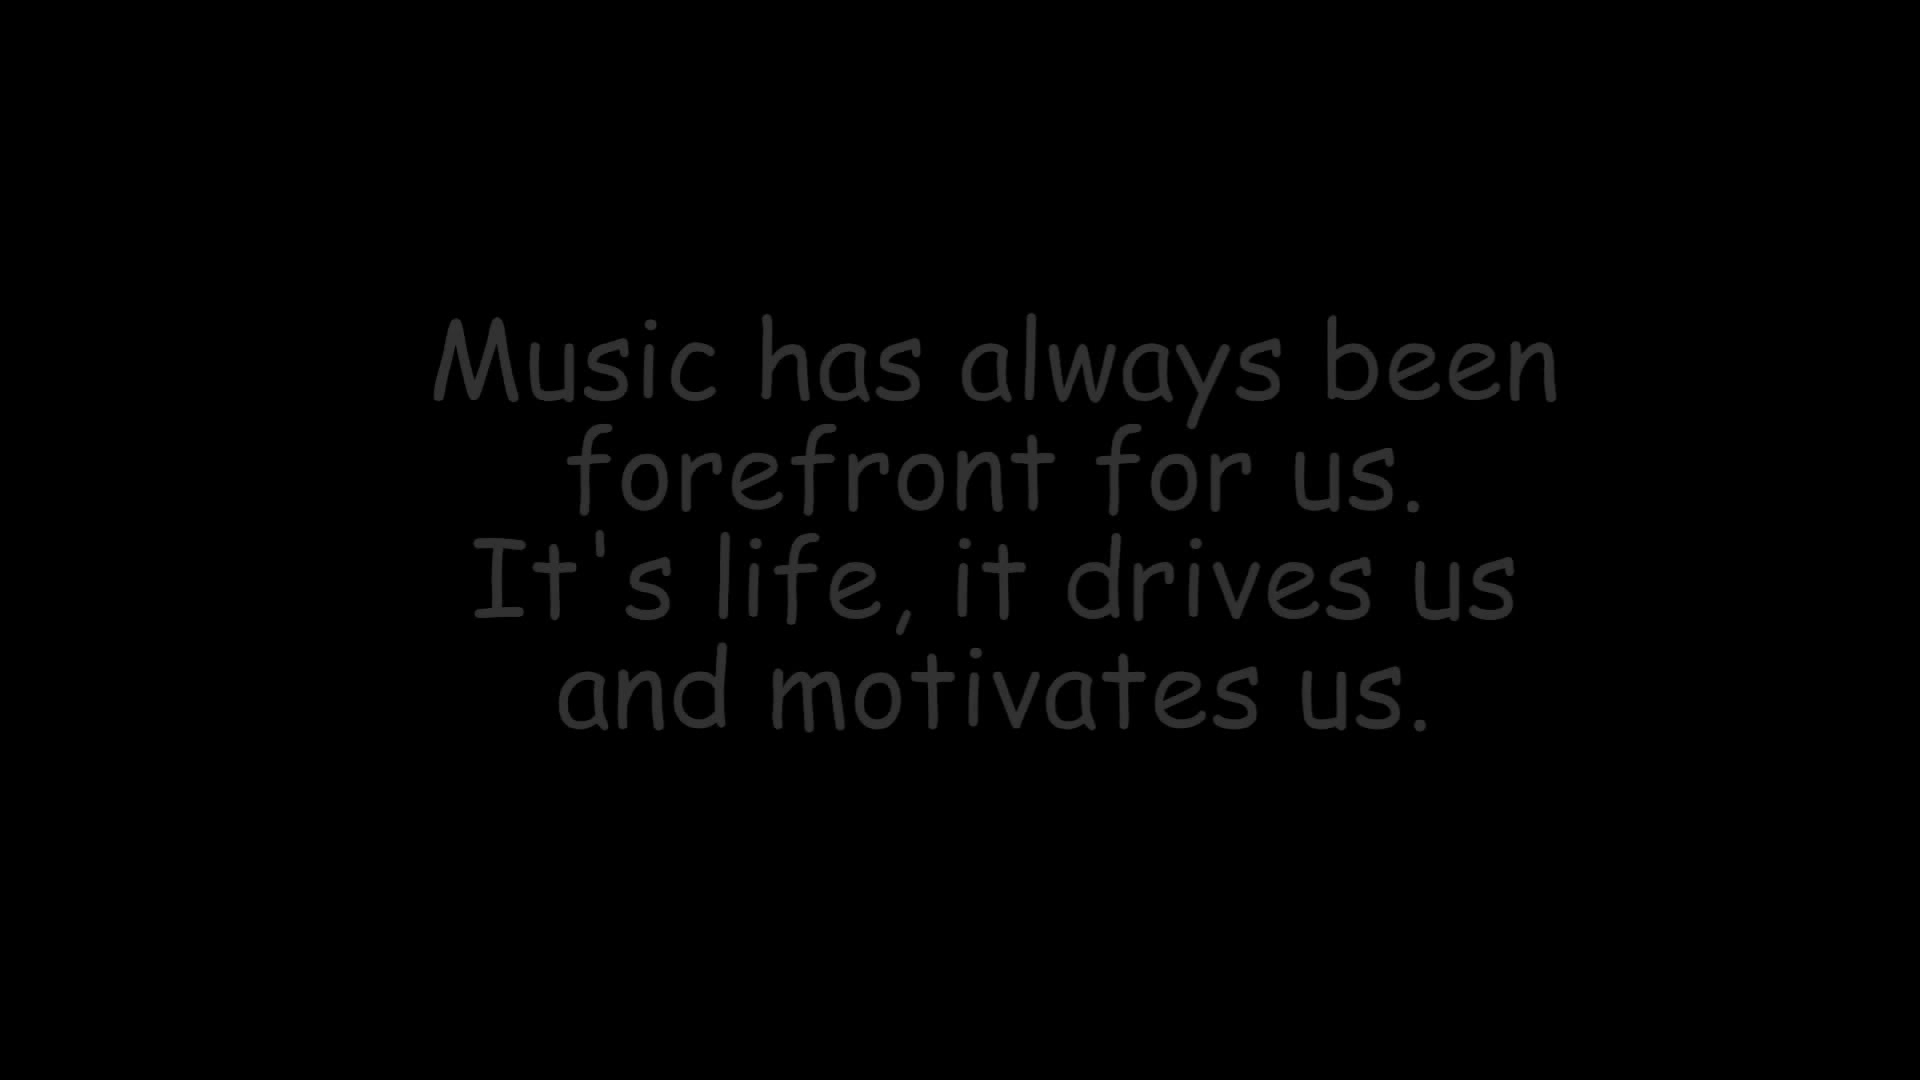 Music has always been
forefront for us.
It's life, it drives us
and motivates us.